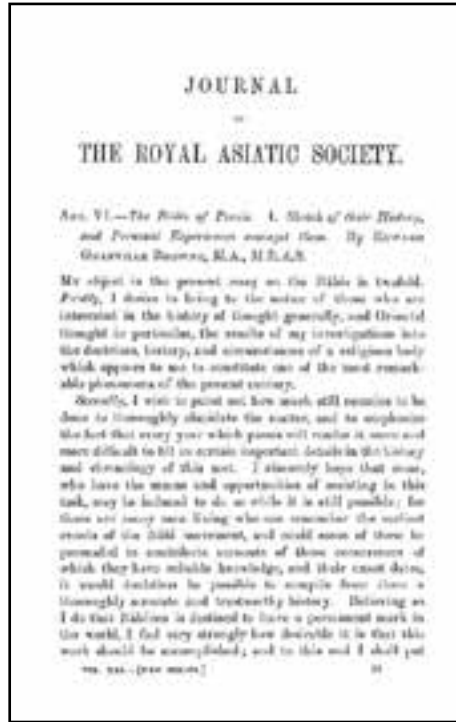 JOURNAL
OF
THE ROYAL ASIATIC SOCIETY.
ART. VI.—The Bábís of Persia. I. Sketch of their History,
and Personal Experiences amongst them. By EDWARD
GRANVILLE BROWNE, M.A., M.R.A.S.
My object in the present essay on the Bábís is twofold.
Firstly, I desire to bring to the notice of those who are
interested in the history of thought generally, and Oriental
thought in particular, the results of my investigations into
the doctrines, history, and circumstances of a religious body
which appears to me to constitute one of the most remark-
able phenomena of the present century.
Secondly, I wish to point out how much still remains to be
done to thoroughly elucidate the matter, and to emphasize
the fact that every year which passes will render it more and
more difficult to fill in certain important details in the history
and chronology of this sect. I sincerely hope that some,
who have the means and opportunities of assisting in this
task, may be induced to do so while it is still possible; for
there are many now living who can remember the earliest
events of the Bábí movement, and could some of these be
persuaded to contribute accounts of those occurrences of
which they have reliable knowledge, and their exact dates,
it would doubtless be possible to compile from these a
thoroughly accurate and trustworthy history. Believing as
I do that Bábíism is destined to have a permanent mark in
the world, I feel very strongly how desirable it is that this
work should be accomplished; and to this end I shall put
VOL. XXI.—[NEW SERIES.]